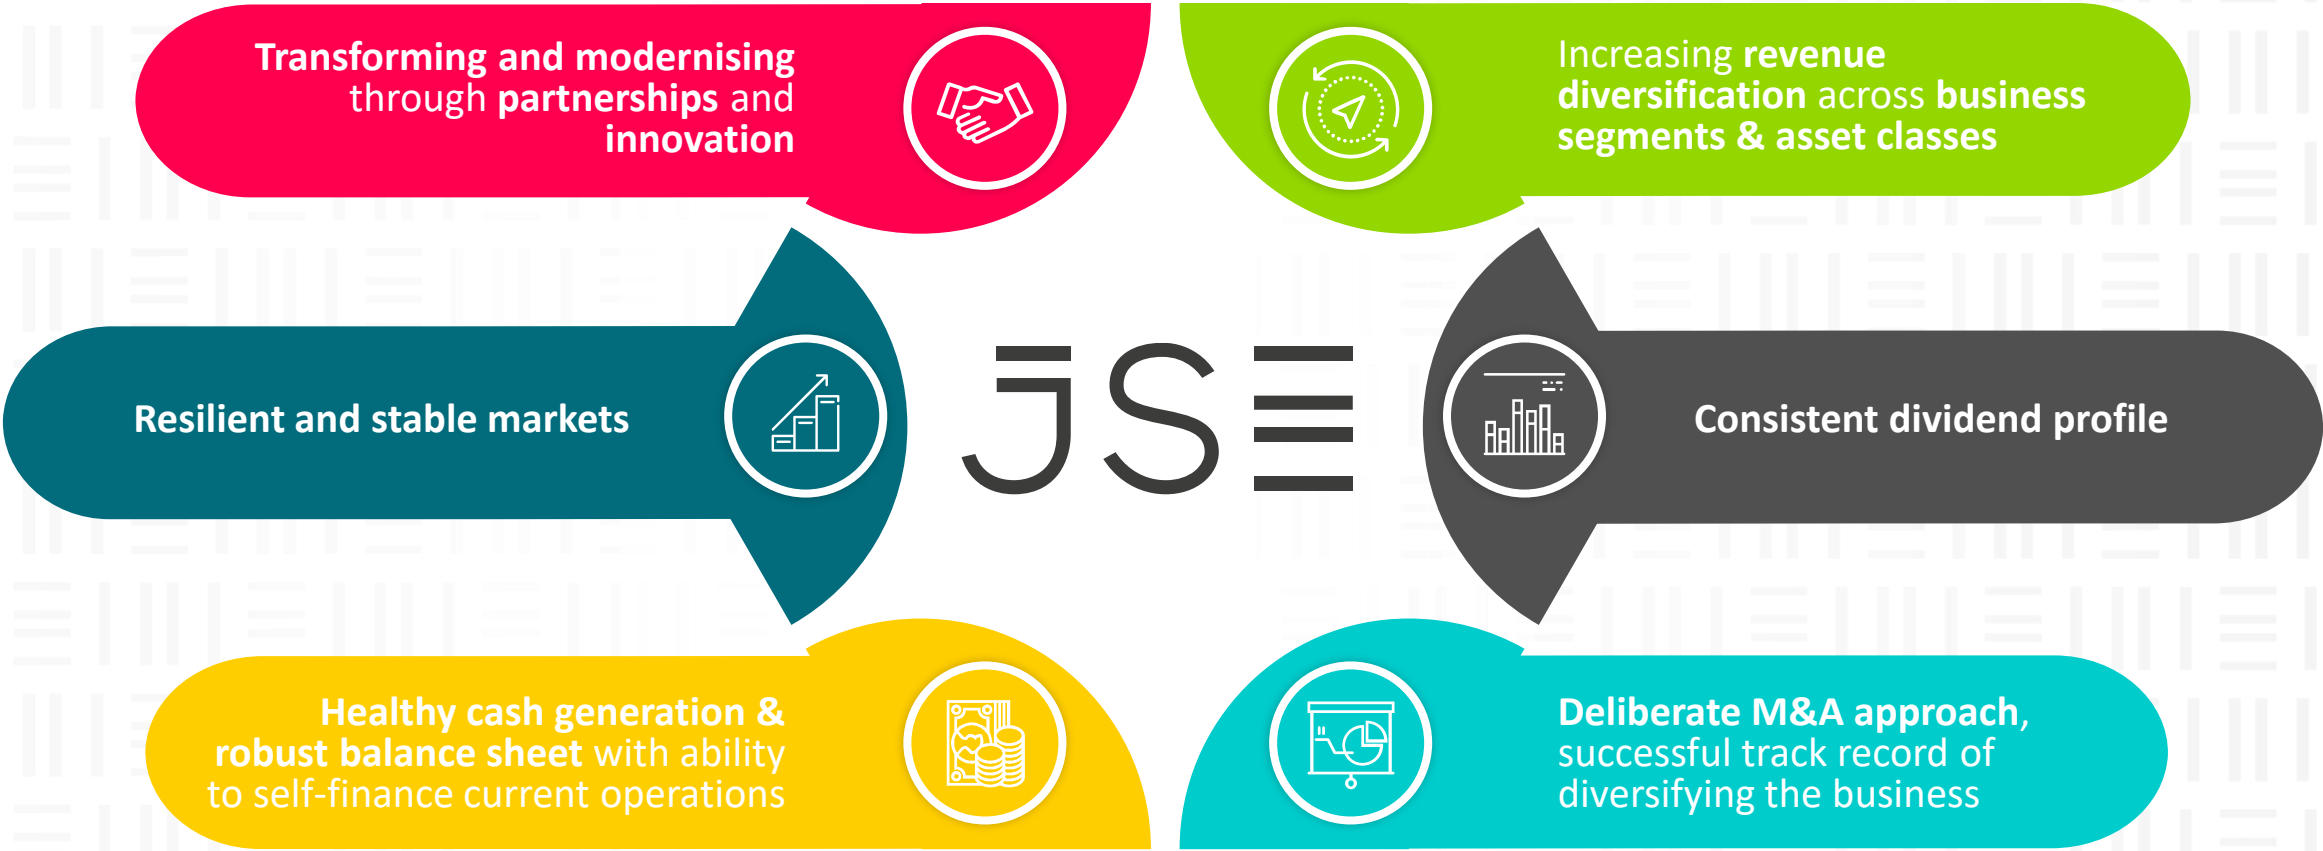 Transforming and modernising
through partnerships and
innovation
Increasing revenue
diversification across business
segments & asset classes
Resilient and stable markets
JSE
Consistent dividend profile
Healthy cash generation &
robust balance sheet with ability
to self-finance current operations
Deliberate M&A approach,
successful track record of
diversifying the business